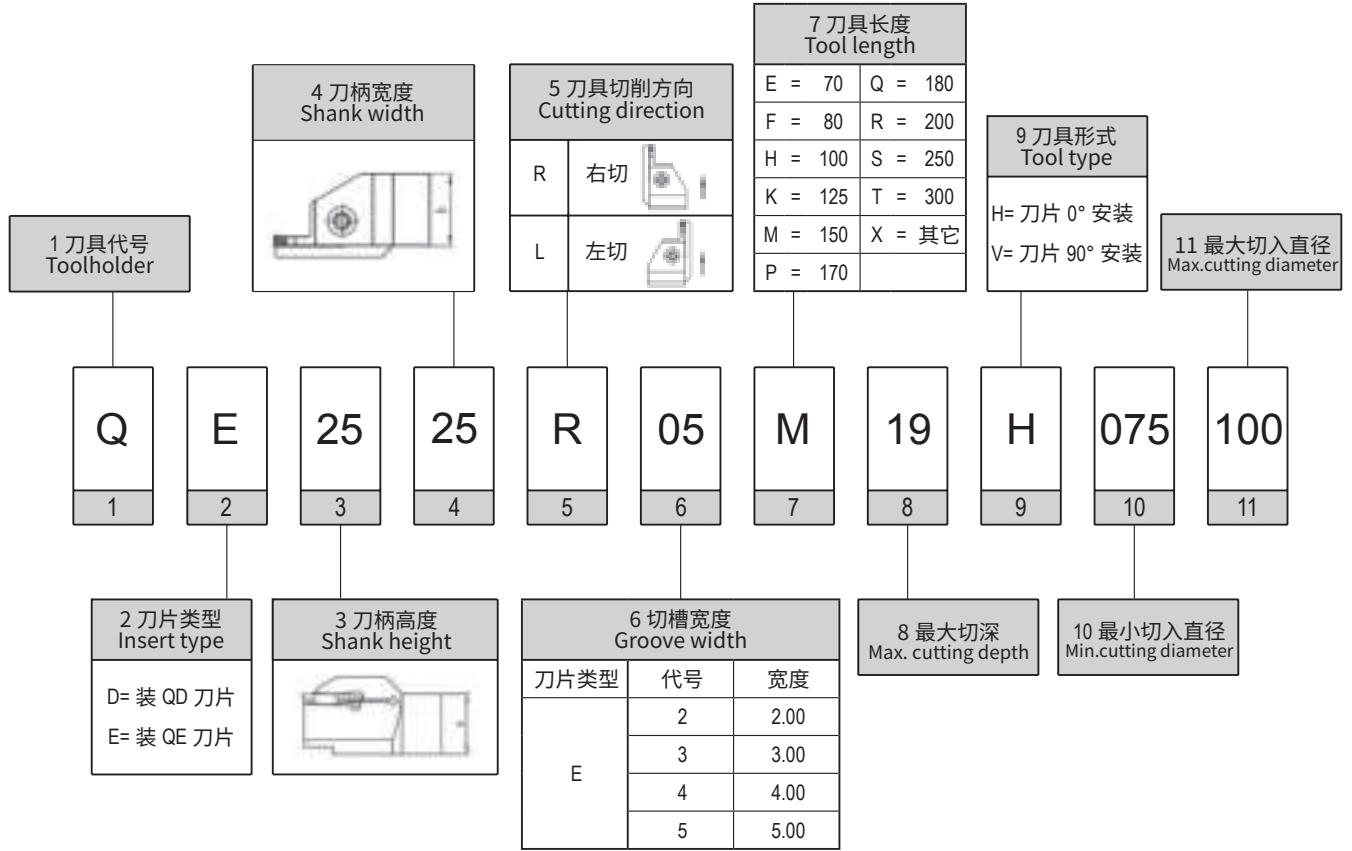 7 刀具长度
Tool length
E = 70 Q = 180
F = 80 R = 200
H = 100 S = 250
K = 125 T = 300
M = 150 X = 其它
P = 170
4 刀柄宽度
Shank width
5 刀具切削方向
Cutting direction
R 右切
L 左切
9 刀具形式
Tool type
H= 刀片 0° 安装
V= 刀片 90° 安装
1 刀具代号
Toolholder
11 最大切入直径
Max.cutting diameter
Q E 25 25 R 05 M 19 H 075 100
1 2 3 4 5 6 7 8 9 10 11
2 刀片类型
Insert type
D= 装 QD 刀片
E= 装 QE 刀片
3 刀柄高度
Shank height
6 切槽宽度
Groove width
刀片类型 代号 宽度
E
2 2.00
3 3.00
4 4.00
5 5.00
8 最大切深
Max. cutting depth
10 最小切入直径
Min.cutting diameter